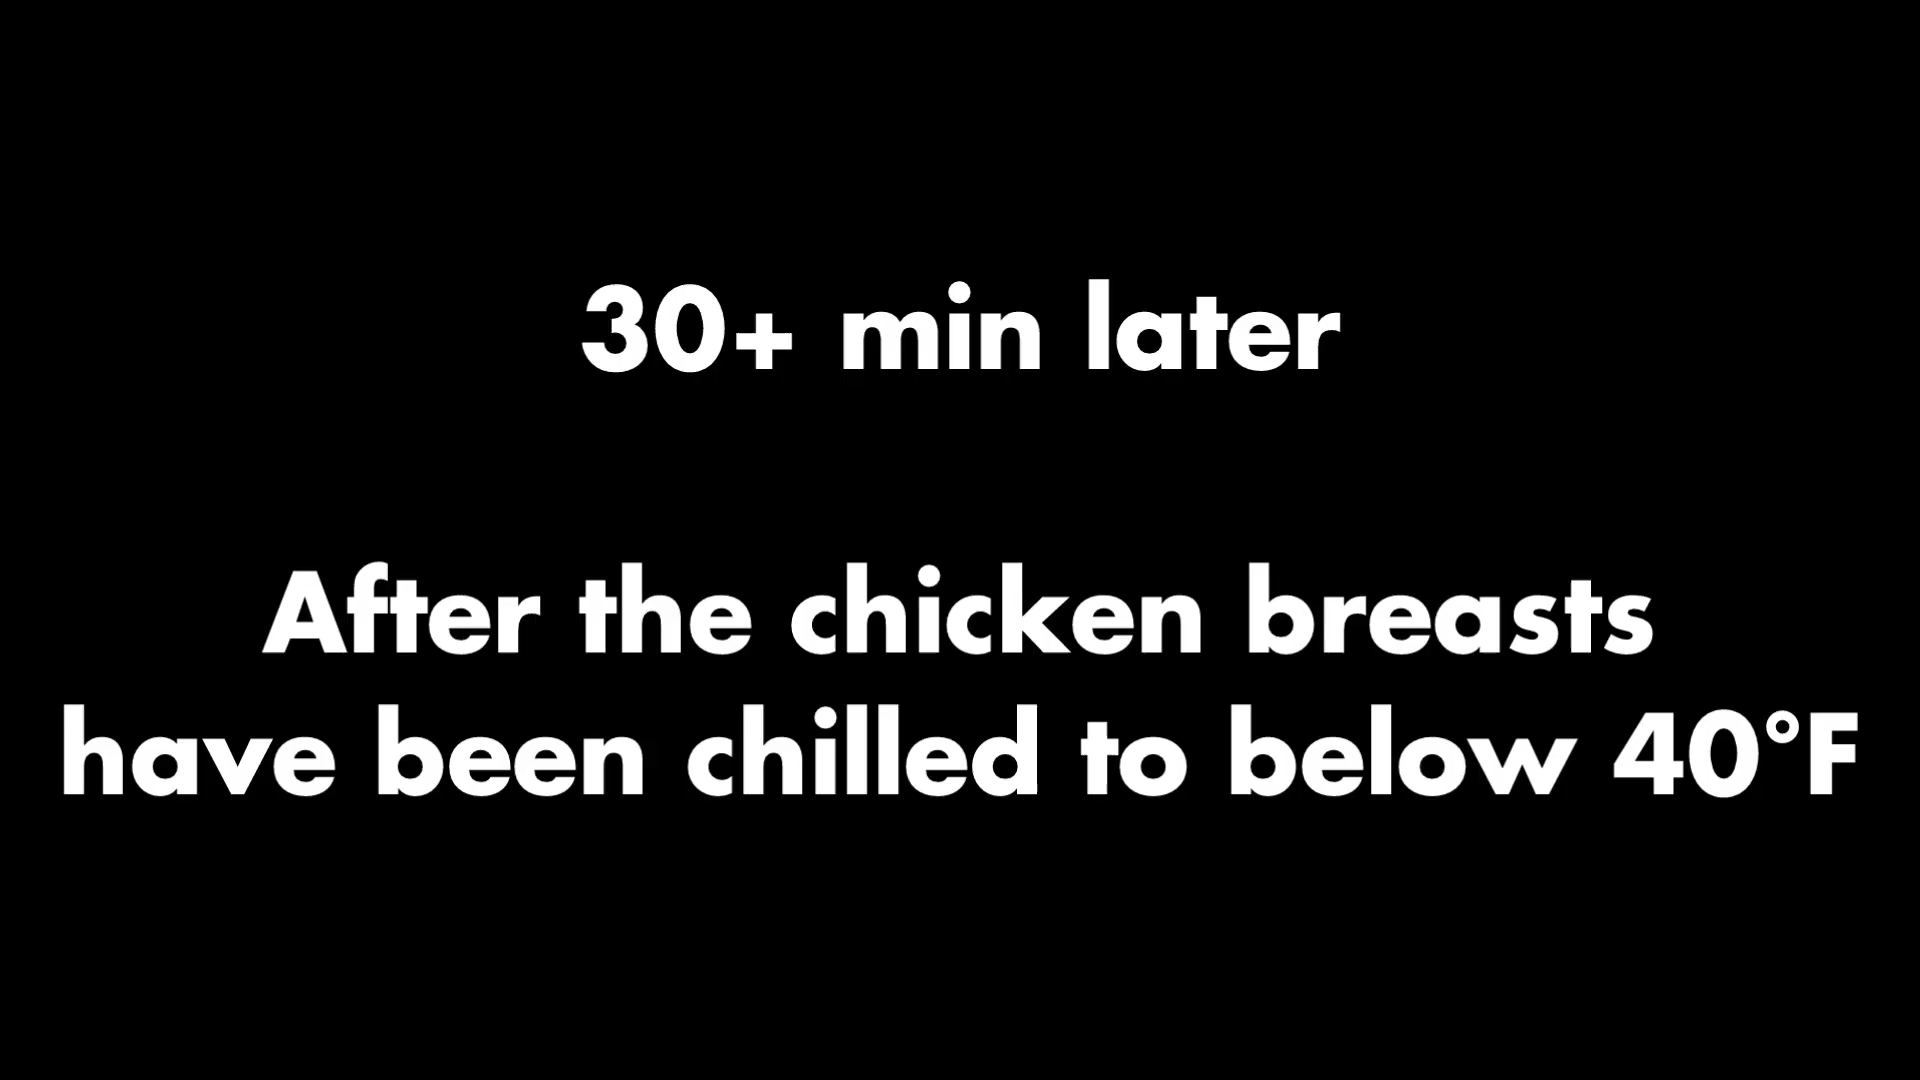 30+ min later
After the chicken breasts
have been chilled to below 40°F